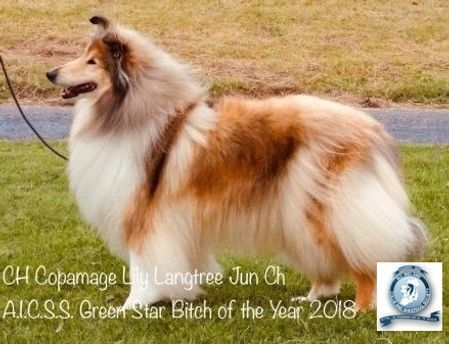 CH Copamage Lily Langtree Jun Ch
A.I.C.S.S. Green Star Bitch of the Year 2018